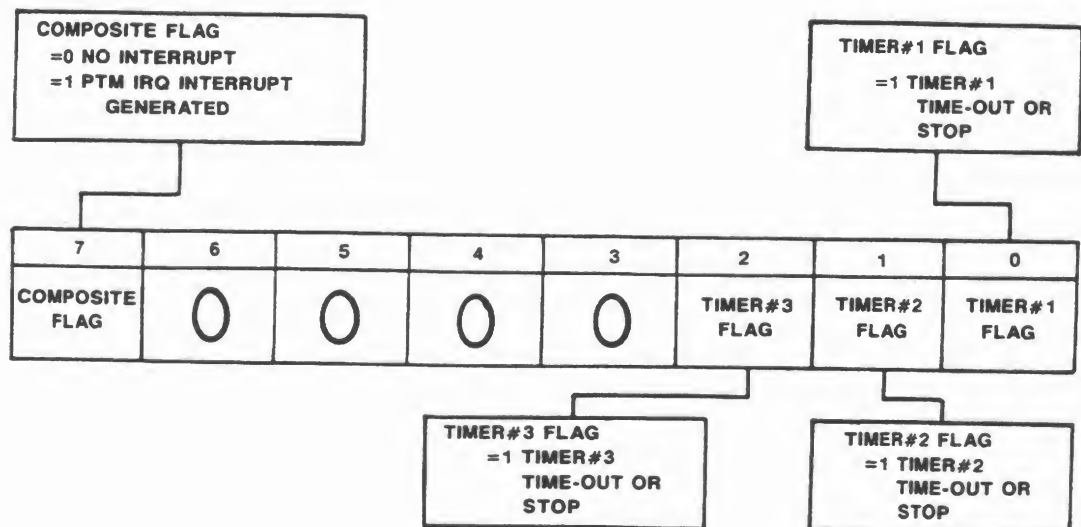 COMPOSITE FLAG
=0 NO INTERRUPT
=1 PTM IRQ INTERRUPT
GENERATED
TIMER#1 FLAG
=1 TIMER#1
TIME-OUT OR
STOP
7 6 5 4 3 2 1 0
COMPOSITE
FLAG
0 0 0 0
TIMER#3
FLAG
TIMER#2
FLAG
TIMER#1
FLAG
TIMER#3 FLAG
=1 TIMER#3
TIME-OUT OR
STOP
TIMER#2 FLAG
=1 TIMER#2
TIME-OUT OR
STOP